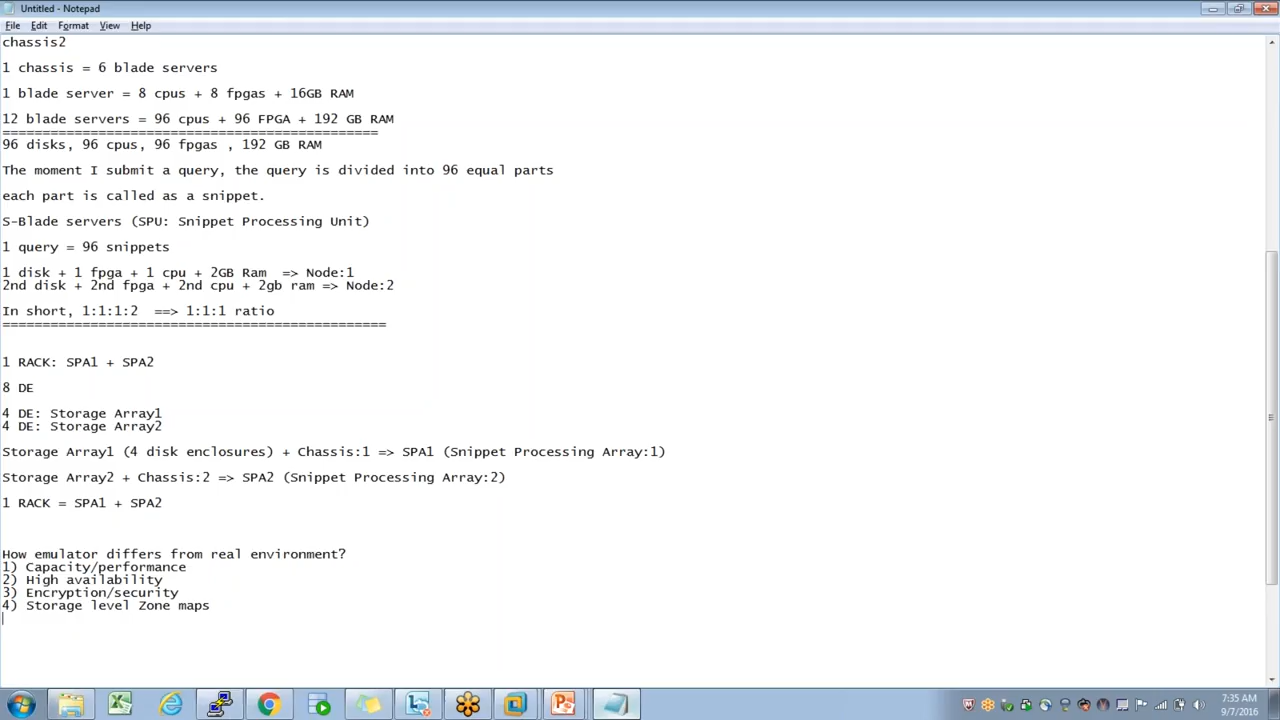 Untitled - Notepad
File Edit Format View Help
chassis2
1 chassis = 6 blade servers
1 blade server = 8 cpus + 8 fpgas + 16GB RAM
12 blade servers = 96 cpus + 96 FPGA + 192 GB RAM
===============================================
96 disks, 96 cpus, 96 fpgas , 192 GB RAM
The moment I submit a query, the query is divided into 96 equal parts
each part is called as a snippet.
S-Blade servers (SPU: Snippet Processing Unit)
1 query = 96 snippets
1 disk + 1 fpga + 1 cpu + 2GB Ram  => Node:1
2nd disk + 2nd fpga + 2nd cpu + 2gb ram => Node:2
In short, 1:1:1:2  ==> 1:1:1 ratio
================================================
1 RACK: SPA1 + SPA2
8 DE
4 DE: Storage Array1
4 DE: Storage Array2
Storage Array1 (4 disk enclosures) + Chassis:1 => SPA1 (Snippet Processing Array:1)
Storage Array2 + Chassis:2 => SPA2 (Snippet Processing Array:2)
1 RACK = SPA1 + SPA2
How emulator differs from real environment?
1) Capacity/performance
2) High availability
3) Encryption/security
4) Storage level Zone maps
7:35 AM
9/7/2016